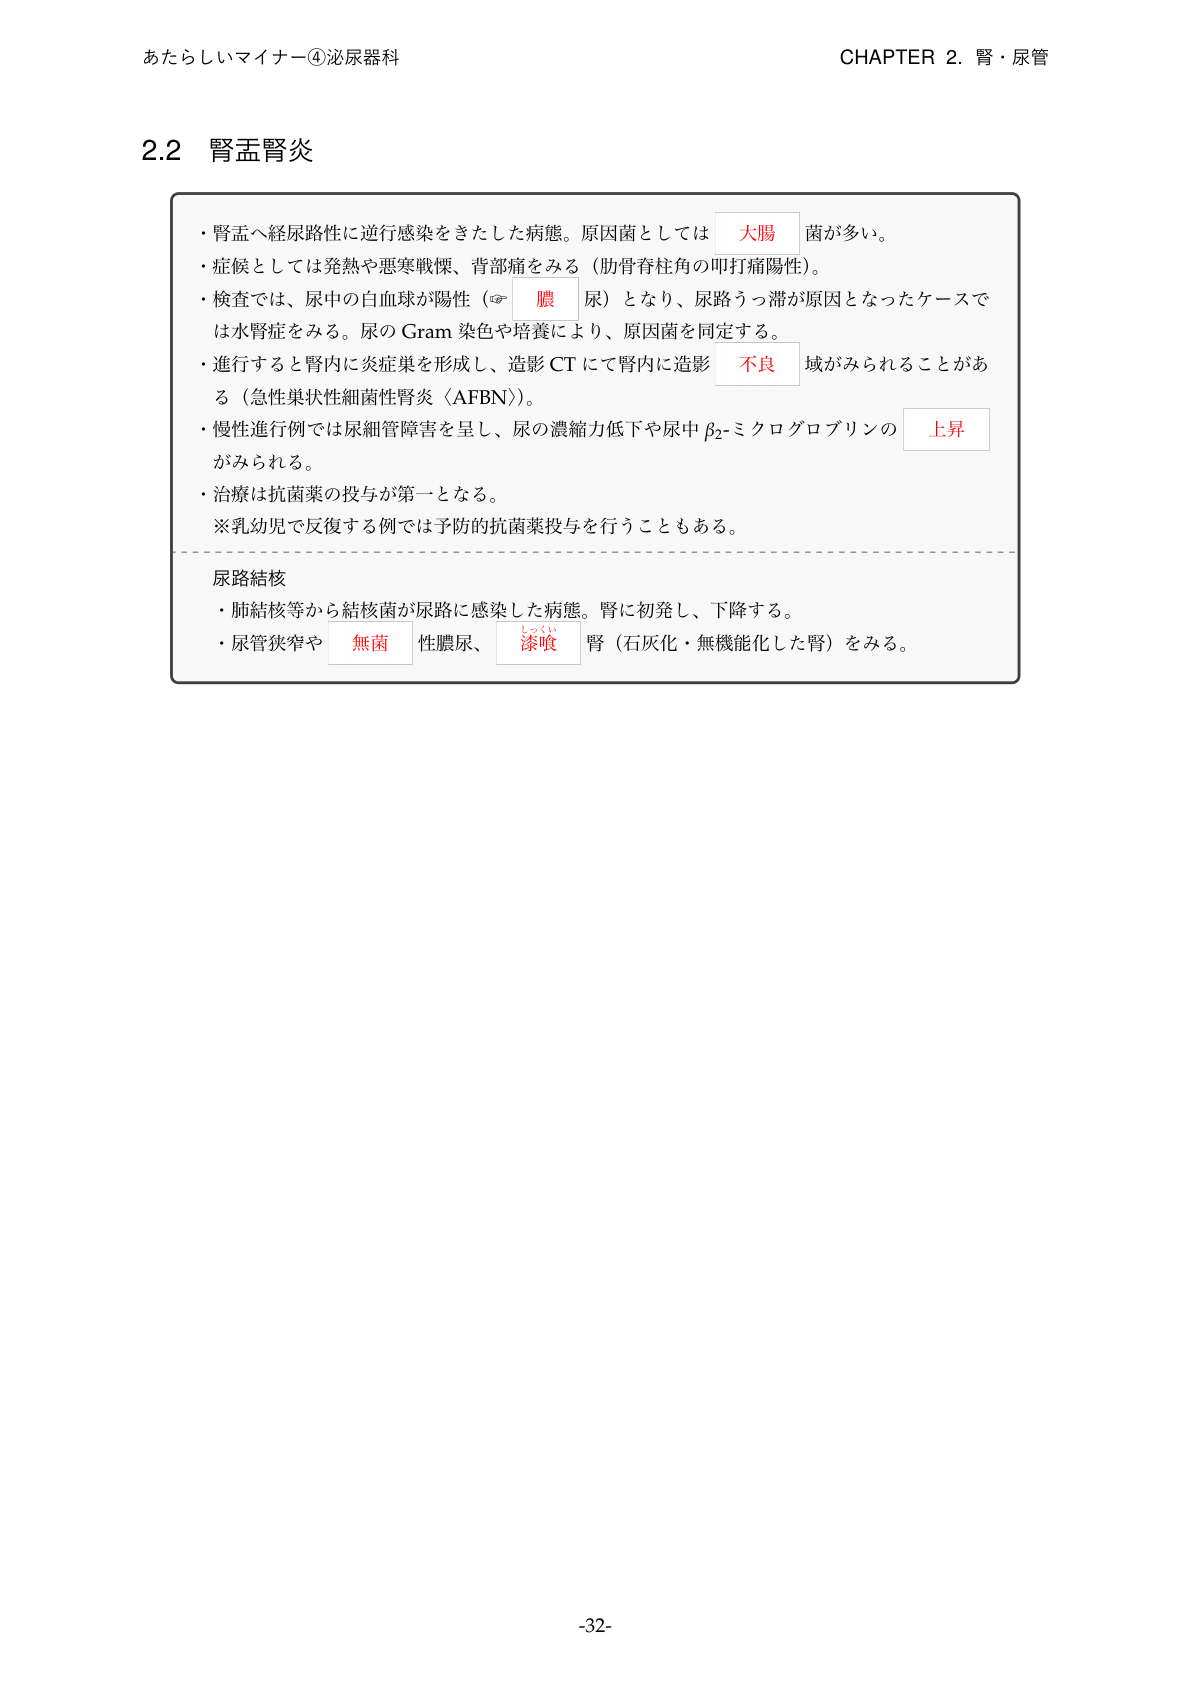 あたらしいマイナー④泌尿器科
CHAPTER 2. 腎・尿管
2.2 腎盂腎炎
・腎盂へ経尿路性に逆行感染をきたした病態。原因菌としては 大腸 菌が多い。
・症候としては発熱や悪寒戦慄、背部痛をみる（肋骨脊柱角の叩打痛陽性）。
・検査では、尿中の白血球が陽性（☞ 膿 尿）となり、尿路うっ滞が原因となったケースで
は水腎症をみる。尿の Gram 染色や培養により、原因菌を同定する。
・進行すると腎内に炎症巣を形成し、造影 CT にて腎内に造影 不良 域がみられることがあ
る（急性巣状性細菌性腎炎〈AFBN〉）。
・慢性進行例では尿細管障害を呈し、尿の濃縮力低下や尿中 β₂-ミクログロブリンの 上昇
がみられる。
・治療は抗菌薬の投与が第一となる。
※乳幼児で反復する例では予防的抗菌薬投与を行うこともある。
尿路結核
・肺結核等から結核菌が尿路に感染した病態。腎に初発し、下降する。
しっくい
・尿管狭窄や 無菌 性膿尿、 漆喰 腎（石灰化・無機能化した腎）をみる。
-32-